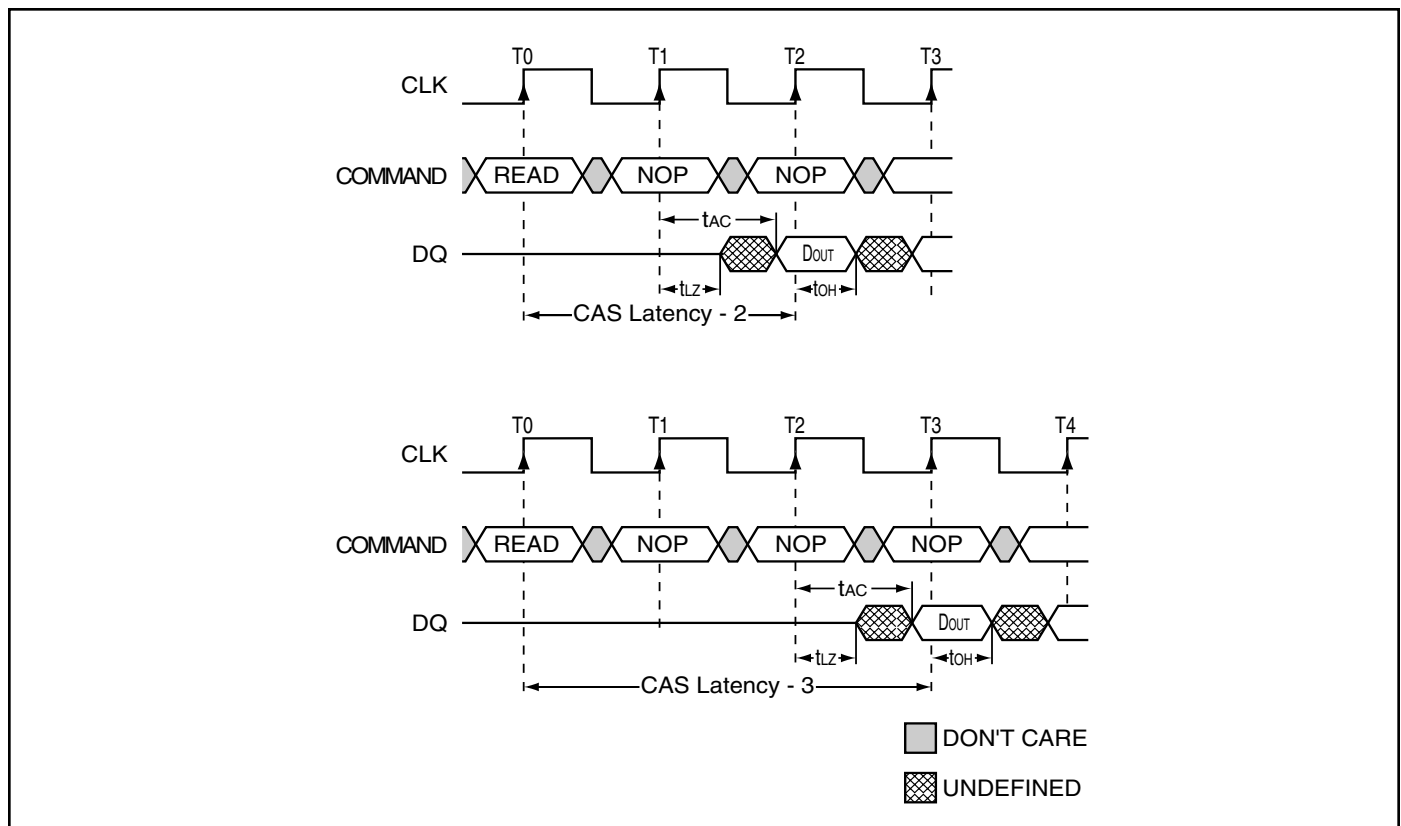 T0 T1 T2 T3
CLK
COMMAND READ NOP NOP
tAC
DQ DOUT
tLZ tOH
CAS Latency - 2
T0 T1 T2 T3 T4
CLK
COMMAND READ NOP NOP NOP
tAC
DQ DOUT
tLZ tOH
CAS Latency - 3
DON'T CARE
UNDEFINED